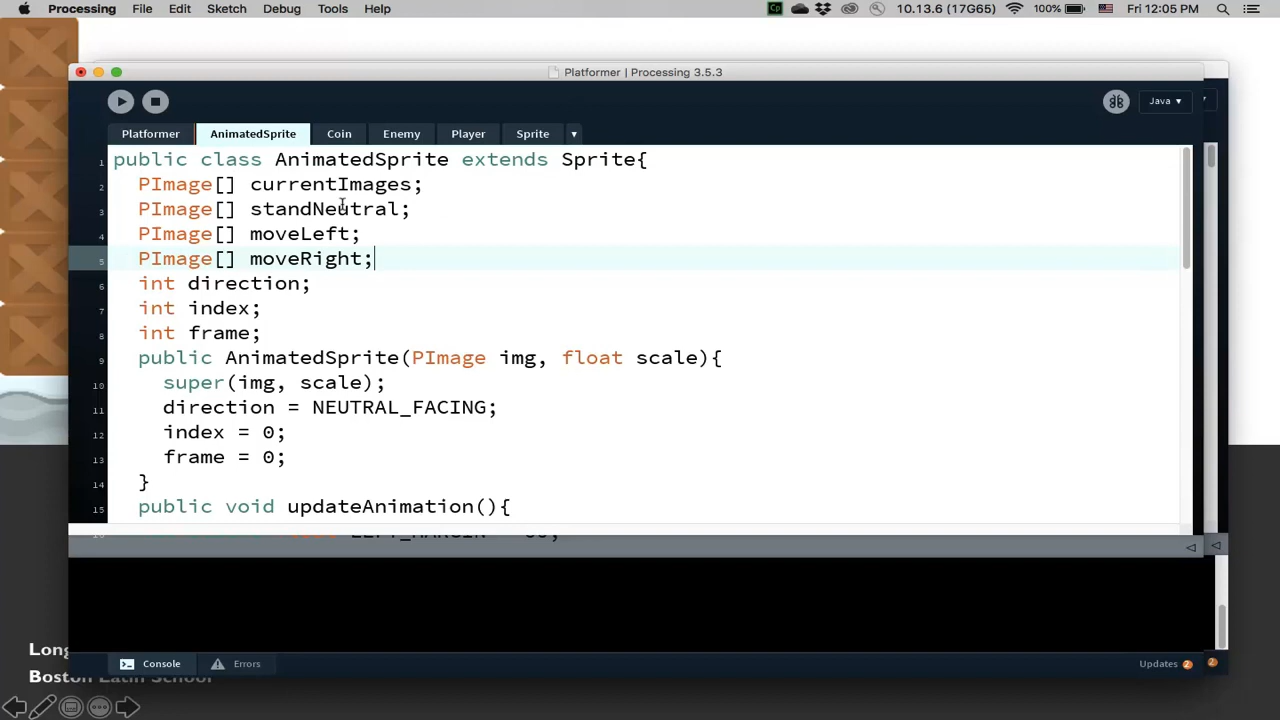 Processing File Edit Sketch Debug Tools Help 10.13.6 (17G65) 100% Fri 12:05 PM
Platformer | Processing 3.5.3
Java ▾
Platformer AnimatedSprite Coin Enemy Player Sprite ▾
1 public class AnimatedSprite extends Sprite{
2 PImage[] currentImages;
3 PImage[] standNeutral;
4 PImage[] moveLeft;
5 PImage[] moveRight;
6 int direction;
7 int index;
8 int frame;
9 public AnimatedSprite(PImage img, float scale){
10 super(img, scale);
11 direction = NEUTRAL_FACING;
12 index = 0;
13 frame = 0;
14 }
15 public void updateAnimation(){
Console Errors Updates 2 2
Long
Boston Latin School